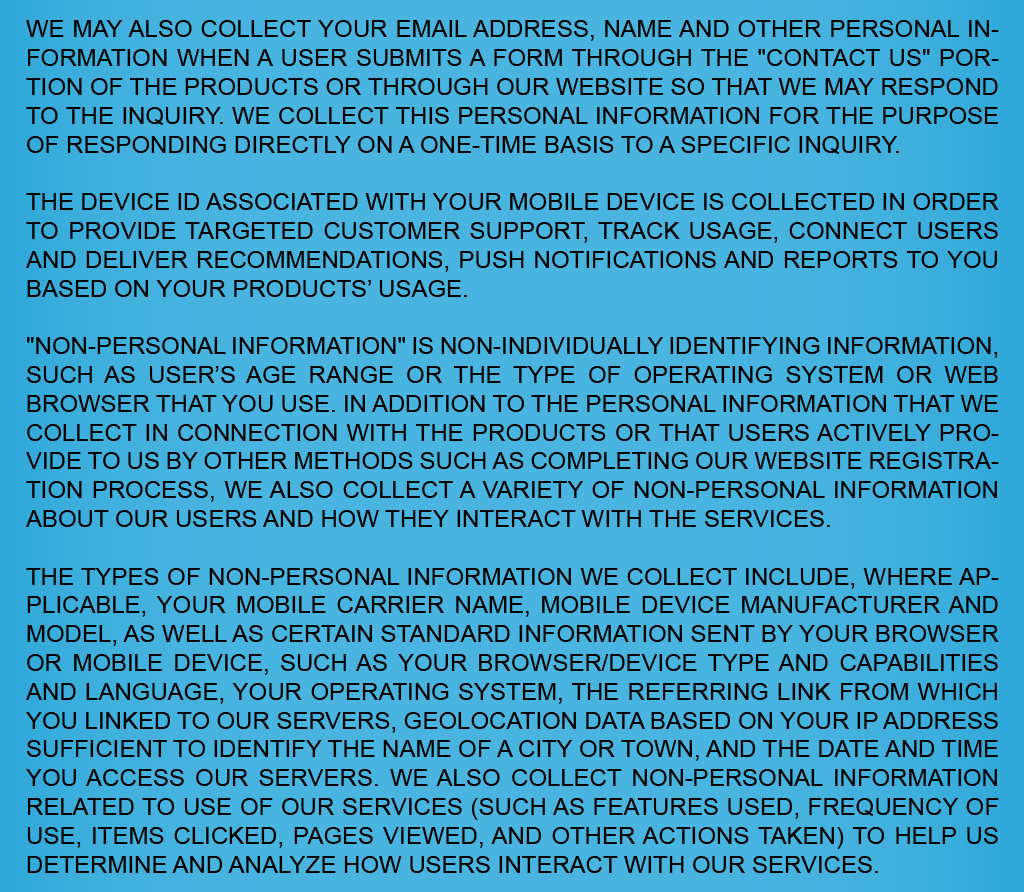 WE MAY ALSO COLLECT YOUR EMAIL ADDRESS, NAME AND OTHER PERSONAL IN-
FORMATION WHEN A USER SUBMITS A FORM THROUGH THE "CONTACT US" POR-
TION OF THE PRODUCTS OR THROUGH OUR WEBSITE SO THAT WE MAY RESPOND
TO THE INQUIRY. WE COLLECT THIS PERSONAL INFORMATION FOR THE PURPOSE
OF RESPONDING DIRECTLY ON A ONE-TIME BASIS TO A SPECIFIC INQUIRY.

THE DEVICE ID ASSOCIATED WITH YOUR MOBILE DEVICE IS COLLECTED IN ORDER
TO PROVIDE TARGETED CUSTOMER SUPPORT, TRACK USAGE, CONNECT USERS
AND DELIVER RECOMMENDATIONS, PUSH NOTIFICATIONS AND REPORTS TO YOU
BASED ON YOUR PRODUCTS’ USAGE.

"NON-PERSONAL INFORMATION" IS NON-INDIVIDUALLY IDENTIFYING INFORMATION,
SUCH AS USER’S AGE RANGE OR THE TYPE OF OPERATING SYSTEM OR WEB
BROWSER THAT YOU USE. IN ADDITION TO THE PERSONAL INFORMATION THAT WE
COLLECT IN CONNECTION WITH THE PRODUCTS OR THAT USERS ACTIVELY PRO-
VIDE TO US BY OTHER METHODS SUCH AS COMPLETING OUR WEBSITE REGISTRA-
TION PROCESS, WE ALSO COLLECT A VARIETY OF NON-PERSONAL INFORMATION
ABOUT OUR USERS AND HOW THEY INTERACT WITH THE SERVICES.

THE TYPES OF NON-PERSONAL INFORMATION WE COLLECT INCLUDE, WHERE AP-
PLICABLE, YOUR MOBILE CARRIER NAME, MOBILE DEVICE MANUFACTURER AND
MODEL, AS WELL AS CERTAIN STANDARD INFORMATION SENT BY YOUR BROWSER
OR MOBILE DEVICE, SUCH AS YOUR BROWSER/DEVICE TYPE AND CAPABILITIES
AND LANGUAGE, YOUR OPERATING SYSTEM, THE REFERRING LINK FROM WHICH
YOU LINKED TO OUR SERVERS, GEOLOCATION DATA BASED ON YOUR IP ADDRESS
SUFFICIENT TO IDENTIFY THE NAME OF A CITY OR TOWN, AND THE DATE AND TIME
YOU ACCESS OUR SERVERS. WE ALSO COLLECT NON-PERSONAL INFORMATION
RELATED TO USE OF OUR SERVICES (SUCH AS FEATURES USED, FREQUENCY OF
USE, ITEMS CLICKED, PAGES VIEWED, AND OTHER ACTIONS TAKEN) TO HELP US
DETERMINE AND ANALYZE HOW USERS INTERACT WITH OUR SERVICES.